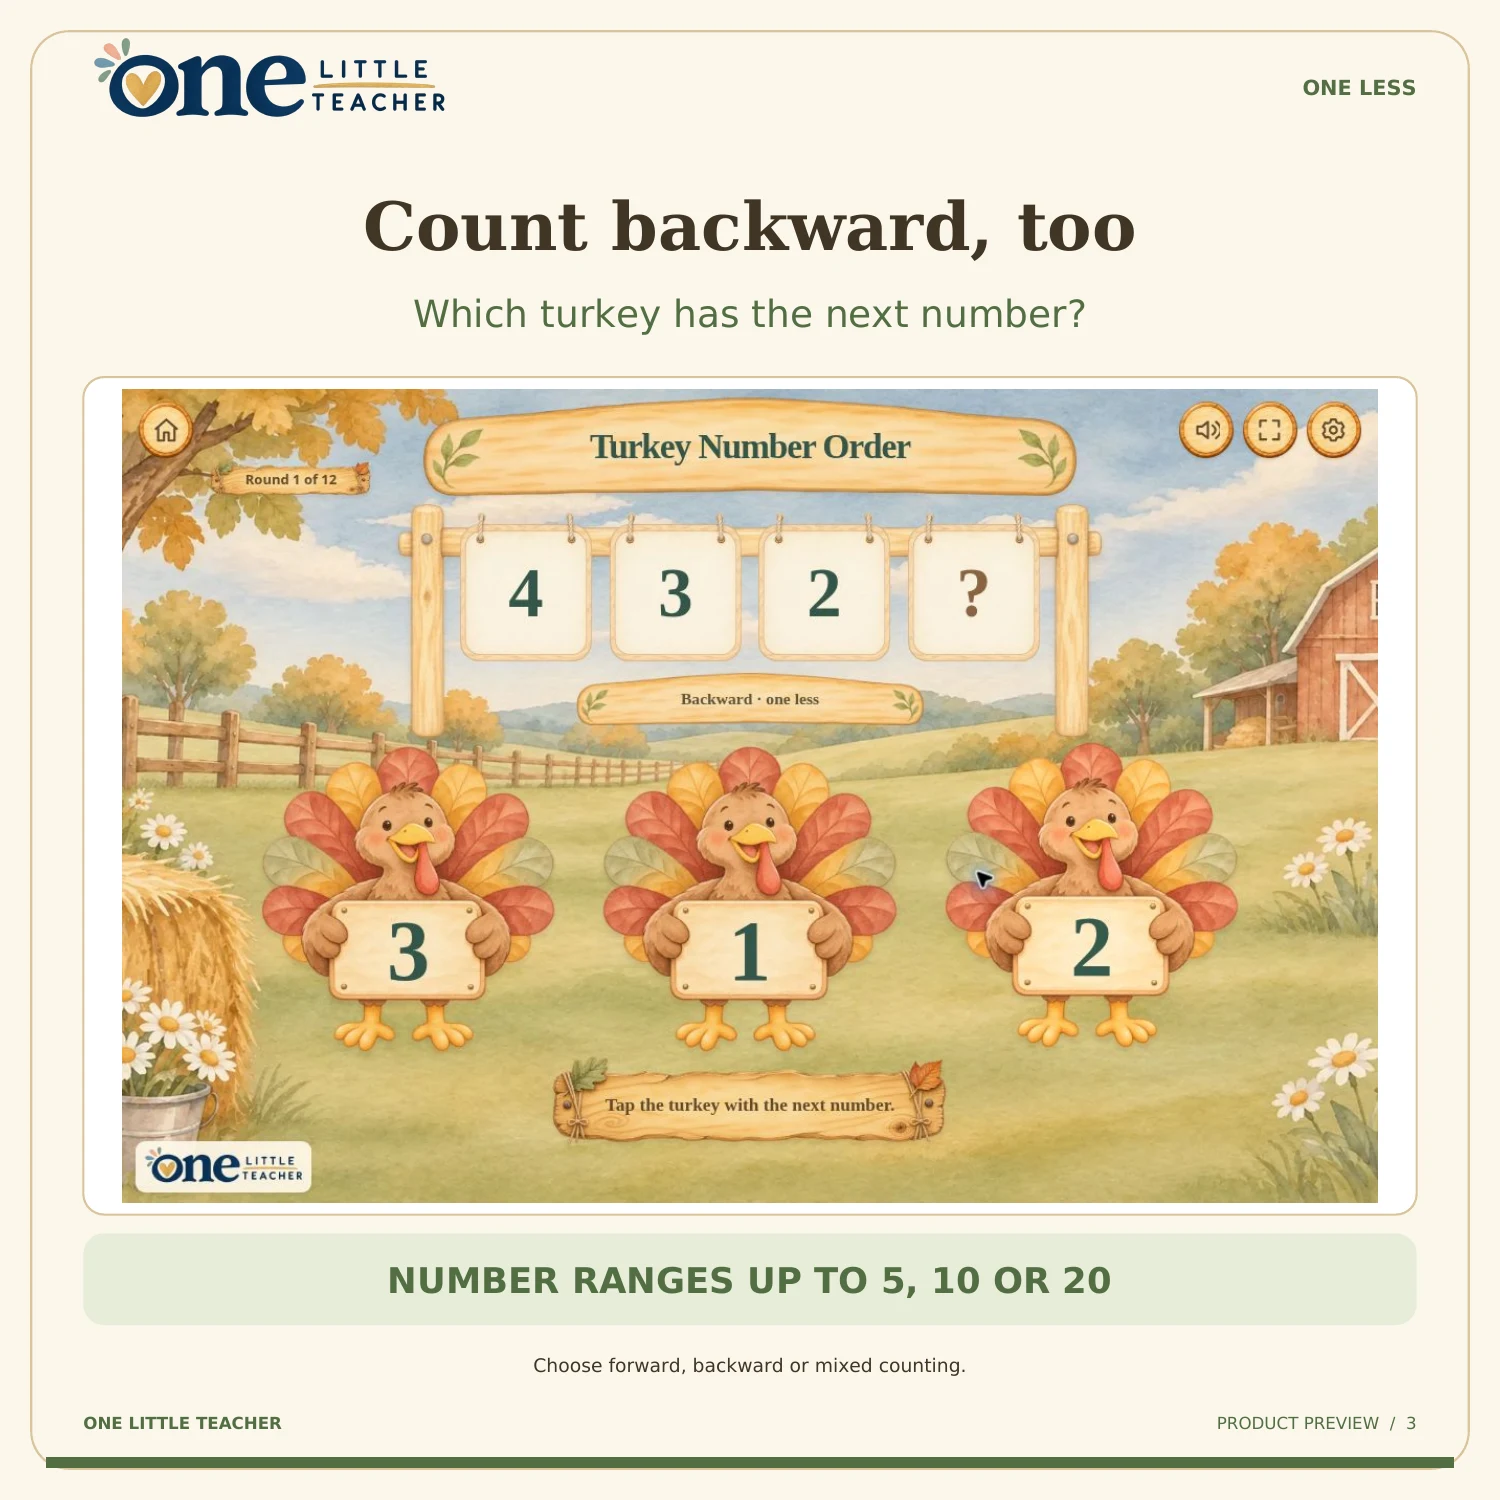 one LITTLE TEACHER
ONE LESS
Count backward, too
Which turkey has the next number?
Turkey Number Order
Round 1 of 12
4 3 2 ?
Backward · one less
3 1 2
Tap the turkey with the next number.
one LITTLE TEACHER
NUMBER RANGES UP TO 5, 10 OR 20
Choose forward, backward or mixed counting.
ONE LITTLE TEACHER
PRODUCT PREVIEW / 3